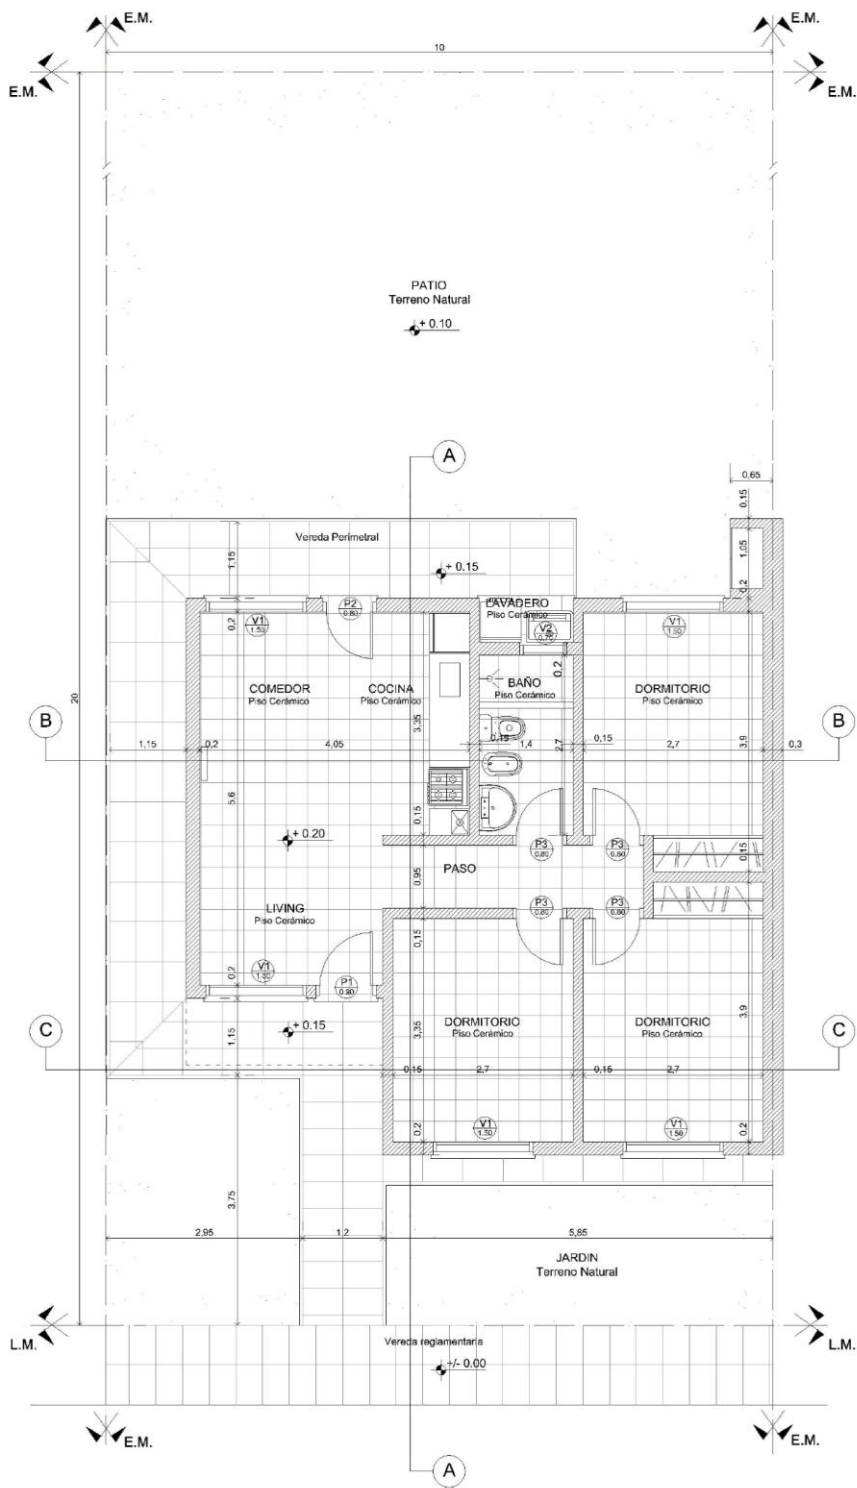 E.M.
E.M.
10
E.M.
E.M.
PATIO
Terreno Natural
+ 0.10
A
0,65
0,15
Vereda Perimetral
1,15
1,05
+ 0.15
0,2
P2
0.80
LAVADERO
Piso Cerámico
V1
1.50
0,2
V2
V1
1.50
0,2
COMEDOR
Piso Cerámico
COCINA
Piso Cerámico
BAÑO
Piso Cerámico
DORMITORIO
Piso Cerámico
20
B
B
3,35
1,15
0,2
4,05
0,15
1,4
2,7
0,15
2,7
3,9
0,3
5,6
0,15
+ 0.20
P3
0.80
P3
0.80
0,15
0,95
PASO
LIVING
Piso Cerámico
P3
0.80
P3
0.80
0,15
0,2
V1
1.50
P1
0.90
C
C
+ 0.15
1,15
3,35
DORMITORIO
Piso Cerámico
DORMITORIO
Piso Cerámico
3,9
0,15
2,7
0,15
2,7
0,2
V1
1.50
V1
1.50
0,2
3,75
2,95
1,2
5,85
JARDIN
Terreno Natural
L.M.
L.M.
Vereda reglamentaria
+/- 0.00
E.M.
E.M.
A